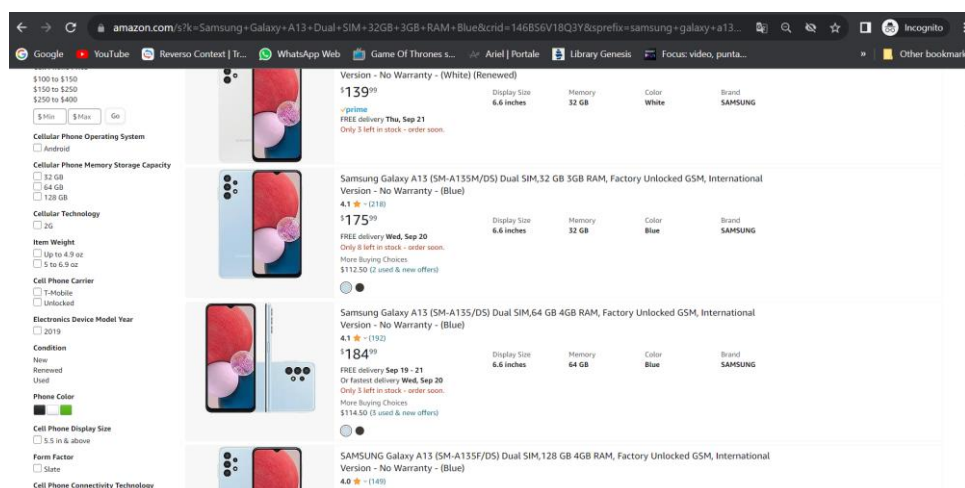 amazon.com/s?k=Samsung+Galaxy+A13+Dual+SIM+32GB+3GB+RAM+Blue&crid=146BS6V18Q3Y&sprefix=samsung+galaxy+a13...
Incognito
Google YouTube Reverso Context | Tr... WhatsApp Web Game Of Thrones s... Ariel | Portale Library Genesis Focus: video, punta... » Other bookmark
$100 to $150
$150 to $250
$250 to $400
$ Min $ Max Go
Cellular Phone Operating System
Android
Cellular Phone Memory Storage Capacity
32 GB
64 GB
128 GB
Cellular Technology
2G
Item Weight
Up to 4.9 oz
5 to 6.9 oz
Cell Phone Carrier
T-Mobile
Unlocked
Electronics Device Model Year
2019
Condition
New
Renewed
Used
Phone Color
Cell Phone Display Size
5.5 in & above
Form Factor
Slate
Cell Phone Connectivity Technology
Version - No Warranty - (White) (Renewed)
$13999
prime
FREE delivery Thu, Sep 21
Only 3 left in stock - order soon.
Display Size Memory Color Brand
6.6 inches 32 GB White SAMSUNG
Samsung Galaxy A13 (SM-A135M/DS) Dual SIM,32 GB 3GB RAM, Factory Unlocked GSM, International
Version - No Warranty - (Blue)
4.1 (218)
$17599
FREE delivery Wed, Sep 20
Only 8 left in stock - order soon.
More Buying Choices
$112.50 (2 used & new offers)
Display Size Memory Color Brand
6.6 inches 32 GB Blue SAMSUNG
Samsung Galaxy A13 (SM-A135/DS) Dual SIM,64 GB 4GB RAM, Factory Unlocked GSM, International
Version - No Warranty - (Blue)
4.1 (192)
$18499
FREE delivery Sep 19 - 21
Or fastest delivery Wed, Sep 20
Only 3 left in stock - order soon.
More Buying Choices
$114.50 (3 used & new offers)
Display Size Memory Color Brand
6.6 inches 64 GB Blue SAMSUNG
SAMSUNG Galaxy A13 (SM-A135F/DS) Dual SIM,128 GB 4GB RAM, Factory Unlocked GSM, International
Version - No Warranty - (Blue)
4.0 (149)